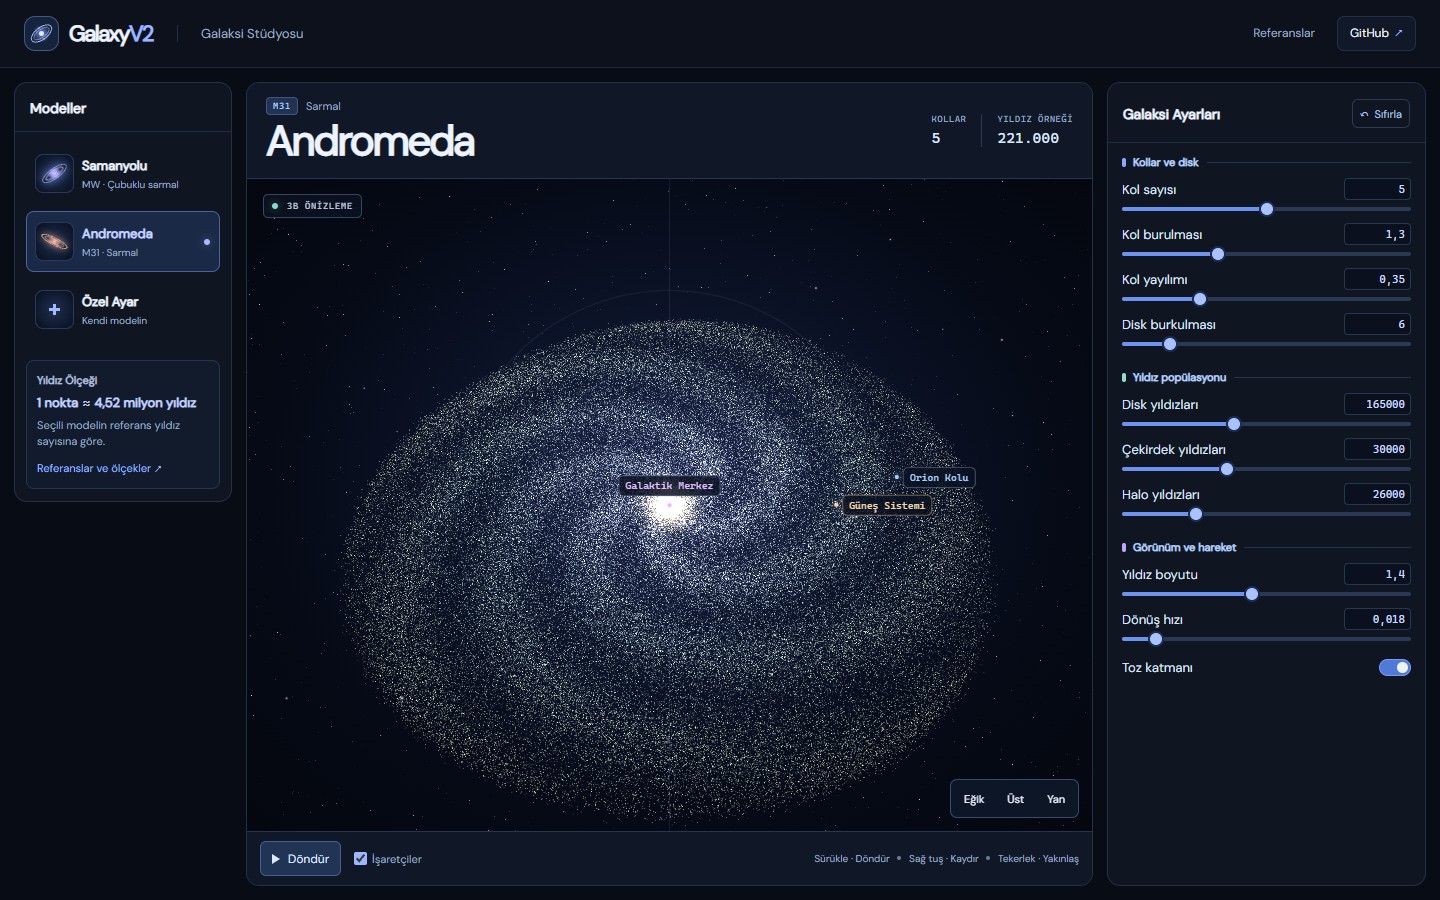 GalaxyV2
Galaksi Stüdyosu
Referanslar
GitHub ↗
Modeller
Samanyolu
MW · Çubuklu sarmal
Andromeda
M31 · Sarmal
Özel Ayar
Kendi modelin
Yıldız Ölçeği
1 nokta ≈ 4,52 milyon yıldız
Seçili modelin referans yıldız
sayısına göre.
Referanslar ve ölçekler ↗
M31 Sarmal
Andromeda
KOLLAR
5
YILDIZ ÖRNEĞİ
221.000
3B ÖNİZLEME
Galaktik Merkez
Orion Kolu
Güneş Sistemi
Eğik Üst Yan
Döndür
İşaretçiler
Sürükle · Döndür • Sağ tuş · Kaydır • Tekerlek · Yakınlaş
Galaksi Ayarları
↶ Sıfırla
Kollar ve disk
Kol sayısı 5
Kol burulması 1,3
Kol yayılımı 0,35
Disk burkulması 6
Yıldız popülasyonu
Disk yıldızları 165000
Çekirdek yıldızları 30000
Halo yıldızları 26000
Görünüm ve hareket
Yıldız boyutu 1,4
Dönüş hızı 0,018
Toz katmanı